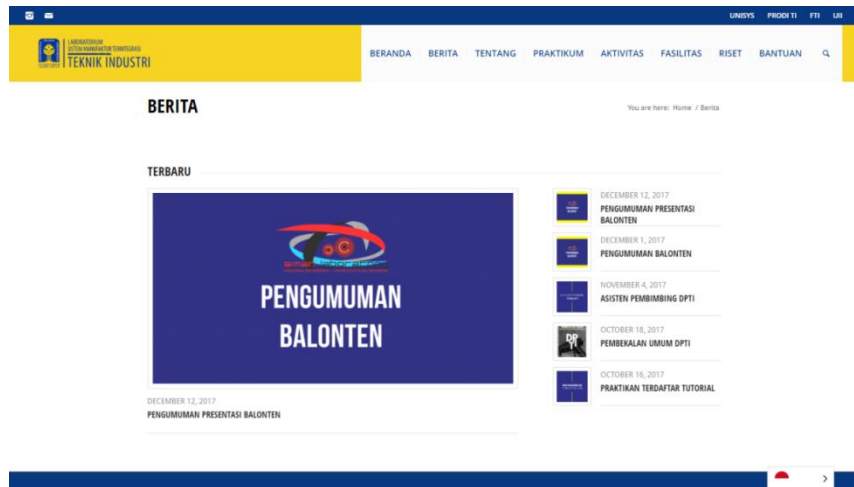 UNISYS PRODI TI FTI UII
LABORATORIUM
SISTEM MANUFAKTUR TERINTEGRASI
TEKNIK INDUSTRI
BERANDA BERITA TENTANG PRAKTIKUM AKTIVITAS FASILITAS RISET BANTUAN
BERITA
You are here: Home / Berita
TERBARU
PENGUMUMAN
BALONTEN
DECEMBER 12, 2017
PENGUMUMAN PRESENTASI BALONTEN
DECEMBER 12, 2017
PENGUMUMAN PRESENTASI
BALONTEN
DECEMBER 1, 2017
PENGUMUMAN BALONTEN
NOVEMBER 4, 2017
ASISTEN PEMBIMBING DPTI
OCTOBER 18, 2017
PEMBEKALAN UMUM DPTI
OCTOBER 16, 2017
PRAKTIKAN TERDAFTAR TUTORIAL